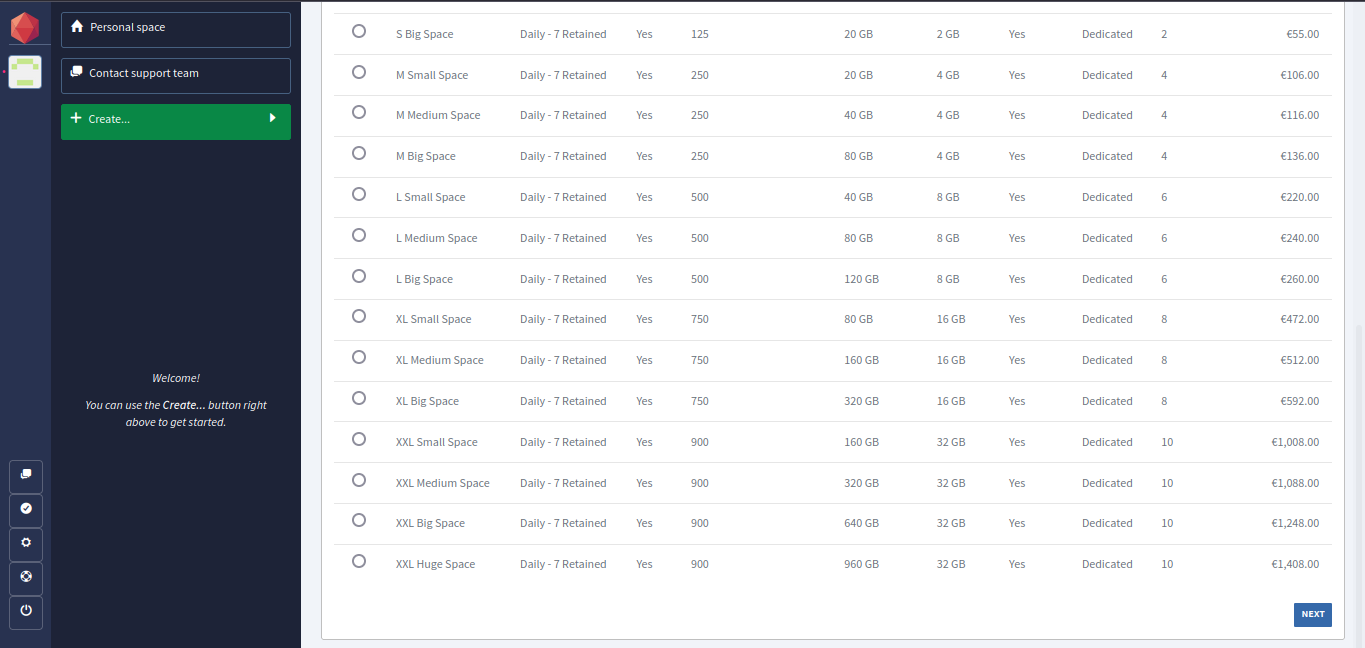 Personal space
Contact support team
Create...
Welcome!
You can use the Create... button right
above to get started.
S Big Space Daily - 7 Retained Yes 125 20 GB 2 GB Yes Dedicated 2 €55.00
M Small Space Daily - 7 Retained Yes 250 20 GB 4 GB Yes Dedicated 4 €106.00
M Medium Space Daily - 7 Retained Yes 250 40 GB 4 GB Yes Dedicated 4 €116.00
M Big Space Daily - 7 Retained Yes 250 80 GB 4 GB Yes Dedicated 4 €136.00
L Small Space Daily - 7 Retained Yes 500 40 GB 8 GB Yes Dedicated 6 €220.00
L Medium Space Daily - 7 Retained Yes 500 80 GB 8 GB Yes Dedicated 6 €240.00
L Big Space Daily - 7 Retained Yes 500 120 GB 8 GB Yes Dedicated 6 €260.00
XL Small Space Daily - 7 Retained Yes 750 80 GB 16 GB Yes Dedicated 8 €472.00
XL Medium Space Daily - 7 Retained Yes 750 160 GB 16 GB Yes Dedicated 8 €512.00
XL Big Space Daily - 7 Retained Yes 750 320 GB 16 GB Yes Dedicated 8 €592.00
XXL Small Space Daily - 7 Retained Yes 900 160 GB 32 GB Yes Dedicated 10 €1,008.00
XXL Medium Space Daily - 7 Retained Yes 900 320 GB 32 GB Yes Dedicated 10 €1,088.00
XXL Big Space Daily - 7 Retained Yes 900 640 GB 32 GB Yes Dedicated 10 €1,248.00
XXL Huge Space Daily - 7 Retained Yes 900 960 GB 32 GB Yes Dedicated 10 €1,408.00
NEXT